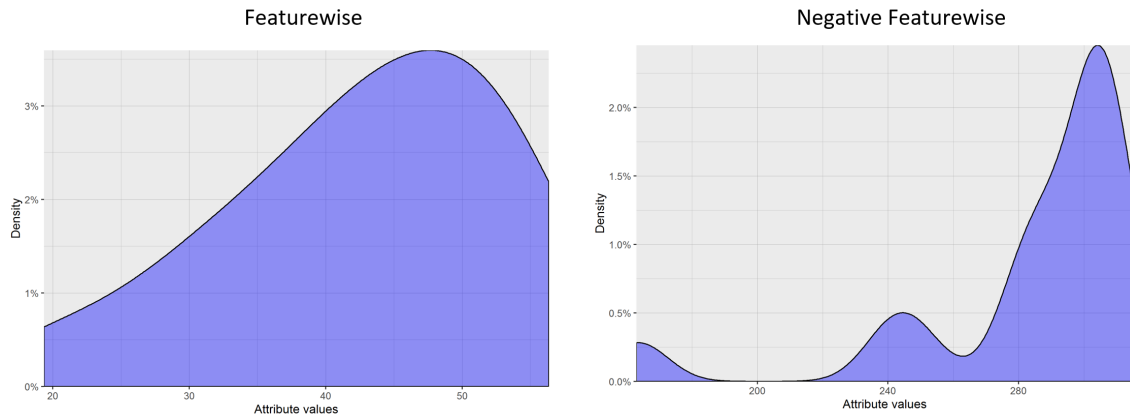 Featurewise
3%
2%
1%
0%
Density
20
30
40
50
Attribute values
Negative Featurewise
2.0%
1.5%
1.0%
0.5%
0.0%
Density
200
240
280
Attribute values